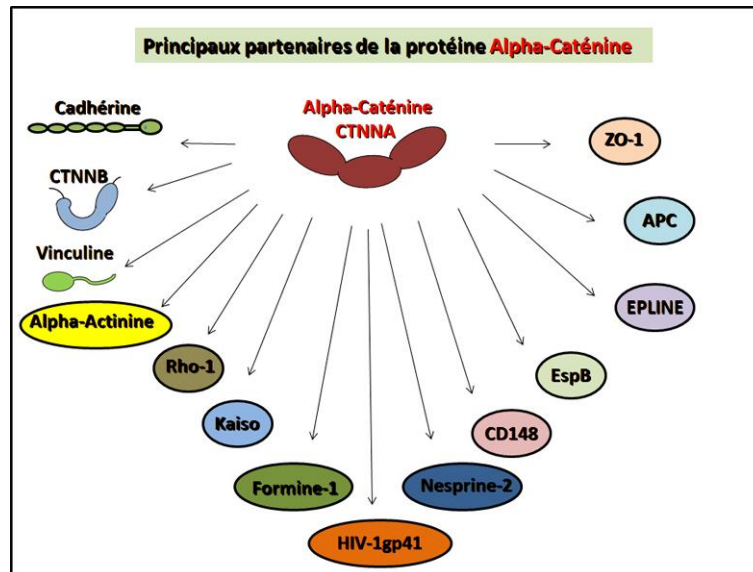 Principaux partenaires de la protéine Alpha-Caténine
Cadhérine
Alpha-Caténine
CTNNA
ZO-1
CTNNB
APC
Vinculine
EPLINE
Alpha-Actinine
Rho-1
EspB
Kaiso
CD148
Formine-1
Nesprine-2
HIV-1gp41